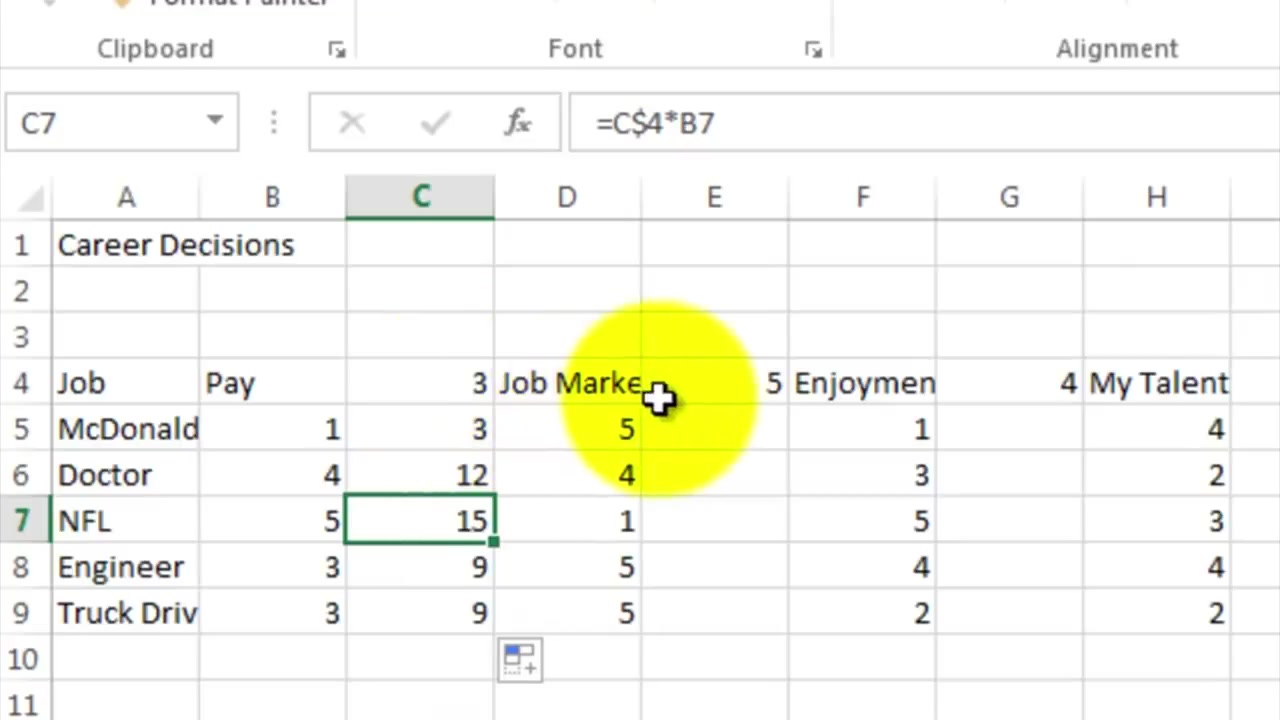 Format Painter
Clipboard Font Alignment
C7 fx =C$4*B7
A B C D E F G H
1 Career Decisions
2
3
4 Job Pay 3 Job Marke 5 Enjoymen 4 My Talent
5 McDonald 1 3 5 1 4
6 Doctor 4 12 4 3 2
7 NFL 5 15 1 5 3
8 Engineer 3 9 5 4 4
9 Truck Driv 3 9 5 2 2
10
11